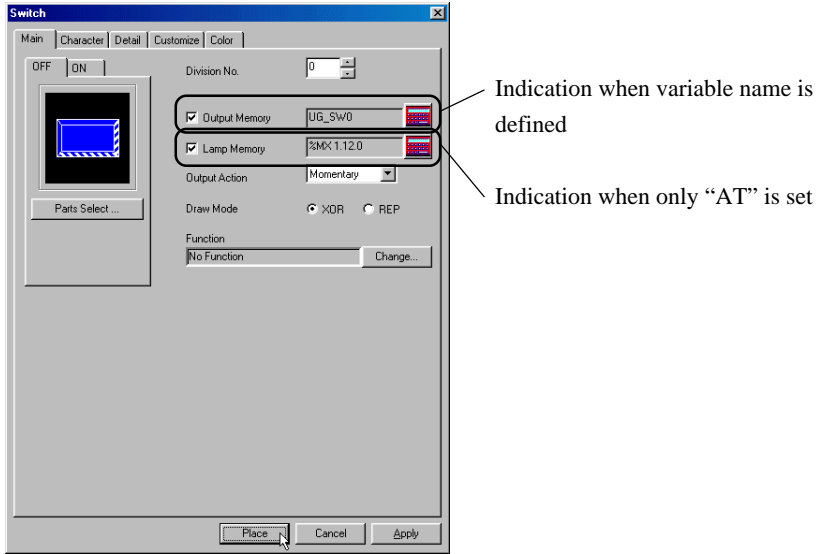 Switch
Main Character Detail Customize Color
OFF ON
Division No. 0
Output Memory UG_SW0
Lamp Memory %MX1.12.0
Output Action Momentary
Parts Select ...
Draw Mode XOR REP
Function
No Function Change...
Place Cancel Apply
Indication when variable name is
defined
Indication when only “AT” is set